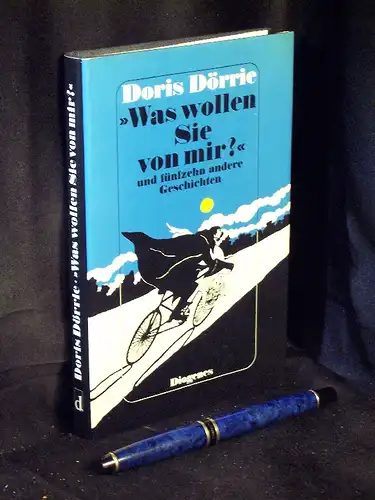 Doris Dörrie
»Was wollen
Sie
von mir?«
und fünfzehn andere
Geschichten
Diogenes
Doris Dörrie · »Was wollen Sie von mir?«
d